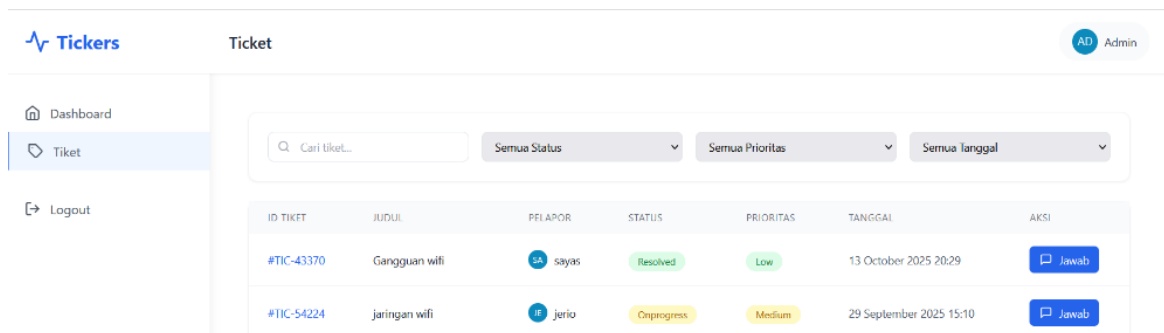 Tickers
Ticket
AD Admin
Dashboard
Tiket
Logout
Cari tiket...
Semua Status
Semua Prioritas
Semua Tanggal
ID TIKET JUDUL PELAPOR STATUS PRIORITAS TANGGAL AKSI
#TIC-43370 Gangguan wifi SA sayas Resolved Low 13 October 2025 20:29 Jawab
#TIC-54224 jaringan wifi JE jerio Onprogress Medium 29 September 2025 15:10 Jawab